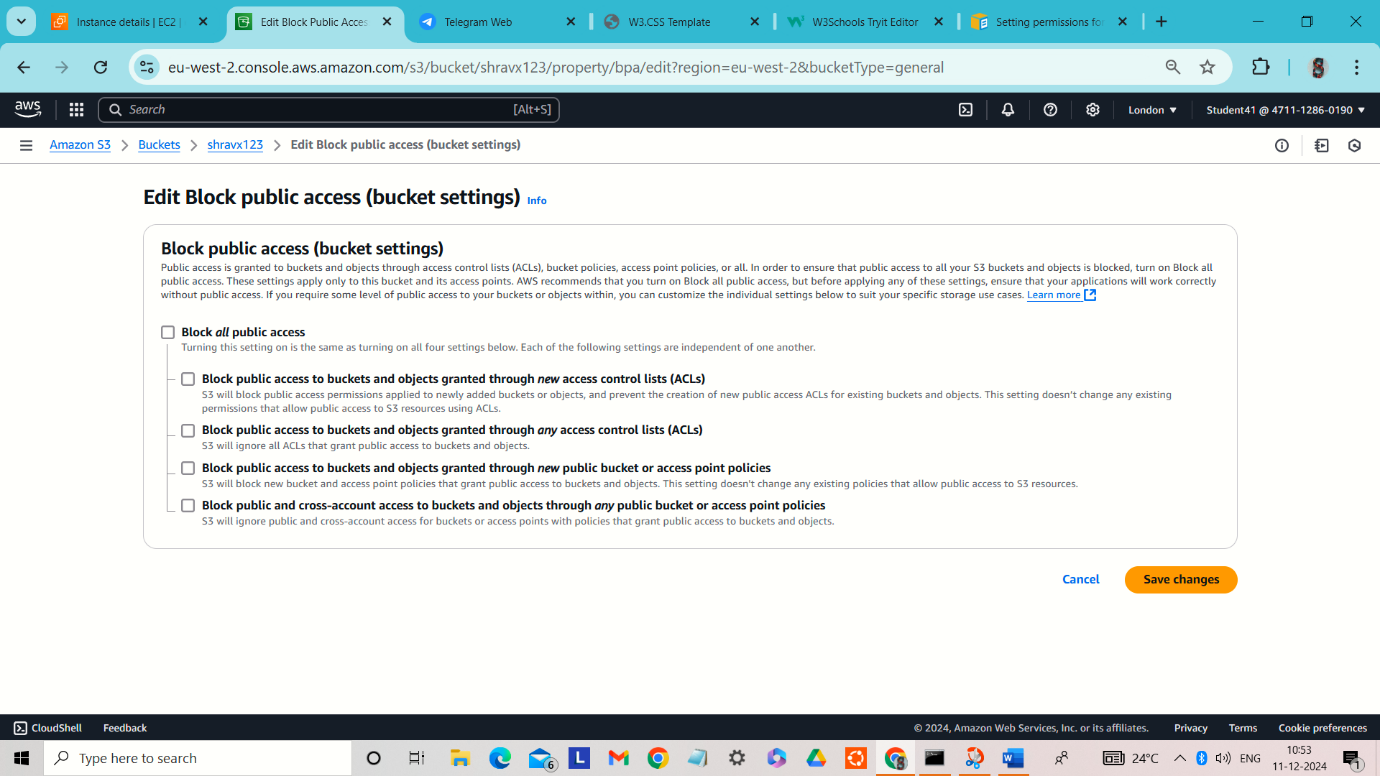 Instance details | EC2 |
Edit Block Public Acces
Telegram Web
W3.CSS Template
W3Schools Tryit Editor
Setting permissions fo
eu-west-2.console.aws.amazon.com/s3/bucket/shravx123/property/bpa/edit?region=eu-west-2&bucketType=general
aws
Search
[Alt+S]
London
Student41 @ 4711-1286-0190
Amazon S3 > Buckets > shravx123 > Edit Block public access (bucket settings)
Edit Block public access (bucket settings) Info
Block public access (bucket settings)
Public access is granted to buckets and objects through access control lists (ACLs), bucket policies, access point policies, or all. In order to ensure that public access to all your S3 buckets and objects is blocked, turn on Block all
public access. These settings apply only to this bucket and its access points. AWS recommends that you turn on Block all public access, but before applying any of these settings, ensure that your applications will work correctly
without public access. If you require some level of public access to your buckets or objects within, you can customize the individual settings below to suit your specific storage use cases. Learn more
Block all public access
Turning this setting on is the same as turning on all four settings below. Each of the following settings are independent of one another.
Block public access to buckets and objects granted through new access control lists (ACLs)
S3 will block public access permissions applied to newly added buckets or objects, and prevent the creation of new public access ACLs for existing buckets and objects. This setting doesn't change any existing
permissions that allow public access to S3 resources using ACLs.
Block public access to buckets and objects granted through any access control lists (ACLs)
S3 will ignore all ACLs that grant public access to buckets and objects.
Block public access to buckets and objects granted through new public bucket or access point policies
S3 will block new bucket and access point policies that grant public access to buckets and objects. This setting doesn't change any existing policies that allow public access to S3 resources.
Block public and cross-account access to buckets and objects through any public bucket or access point policies
S3 will ignore public and cross-account access for buckets or access points with policies that grant public access to buckets and objects.
Cancel
Save changes
CloudShell
Feedback
© 2024, Amazon Web Services, Inc. or its affiliates.
Privacy
Terms
Cookie preferences
Type here to search
6
L
24°C
ENG
10:53
11-12-2024
1